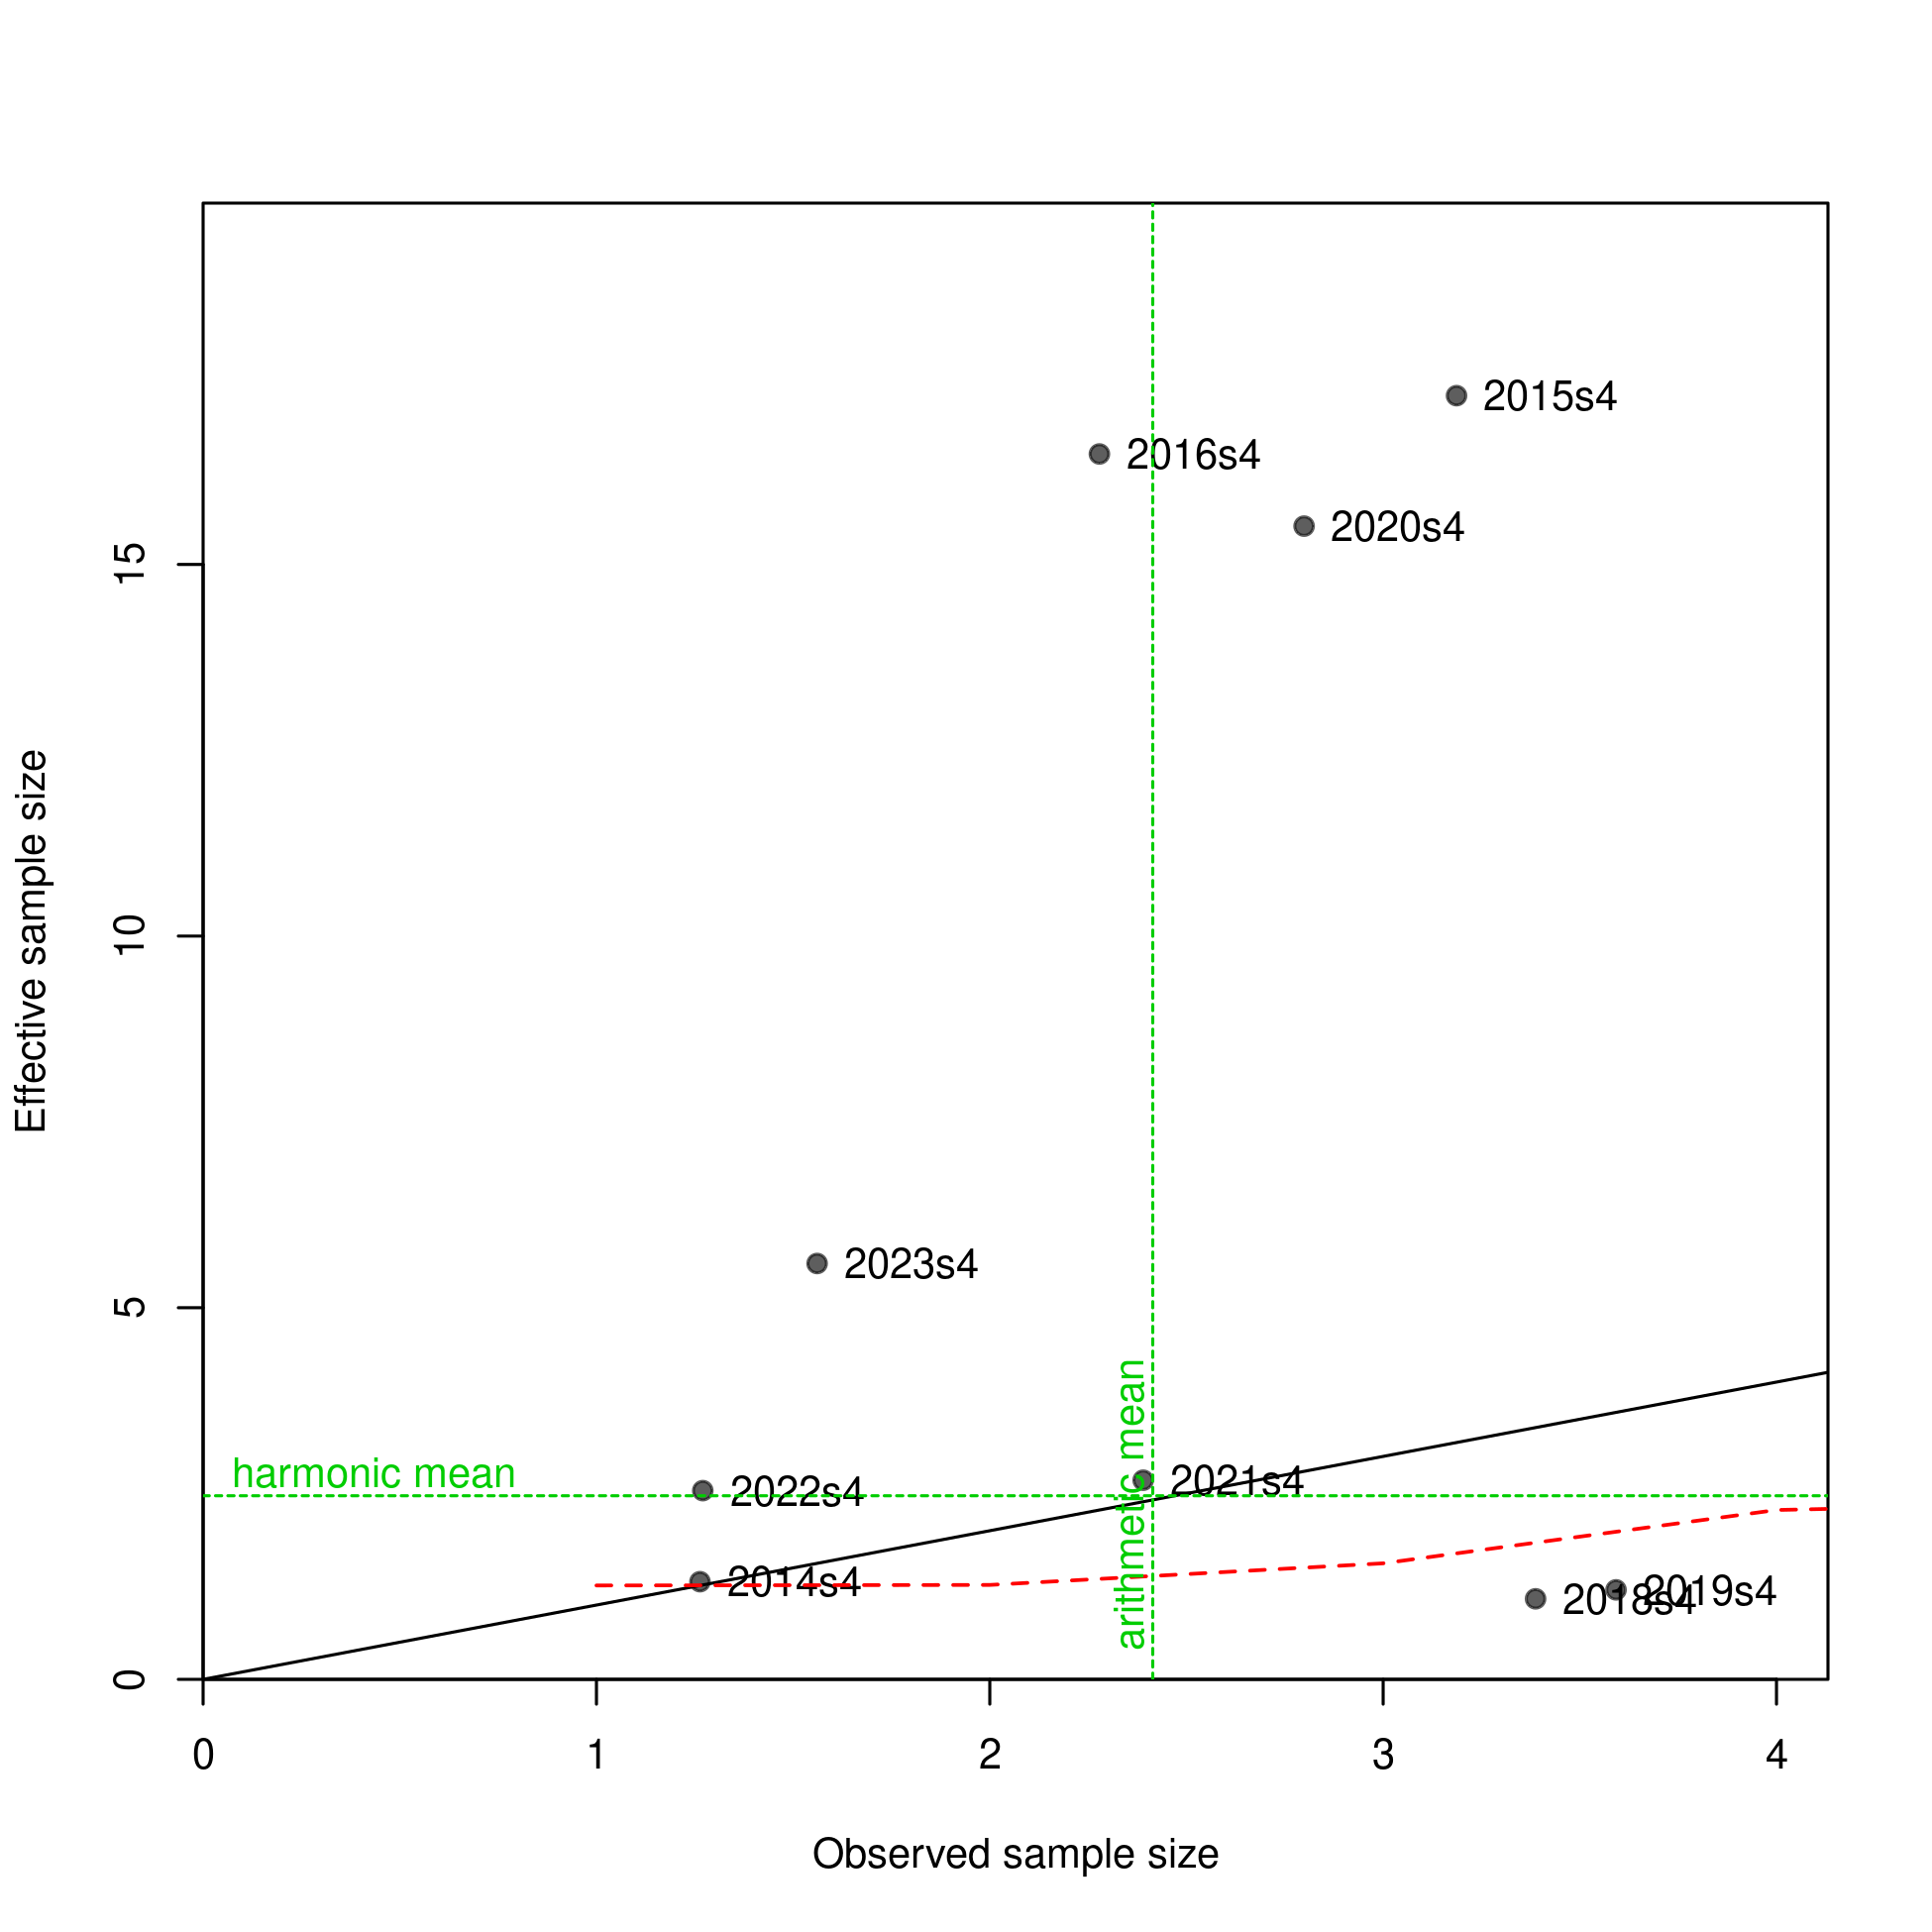 2015s4
2016s4
2020s4
15
10
Effective sample size
2023s4
5
arithmetic mean
harmonic mean
2022s4
2021s4
2014s4
2018s4
2019s4
0
0 1 2 3 4
Observed sample size